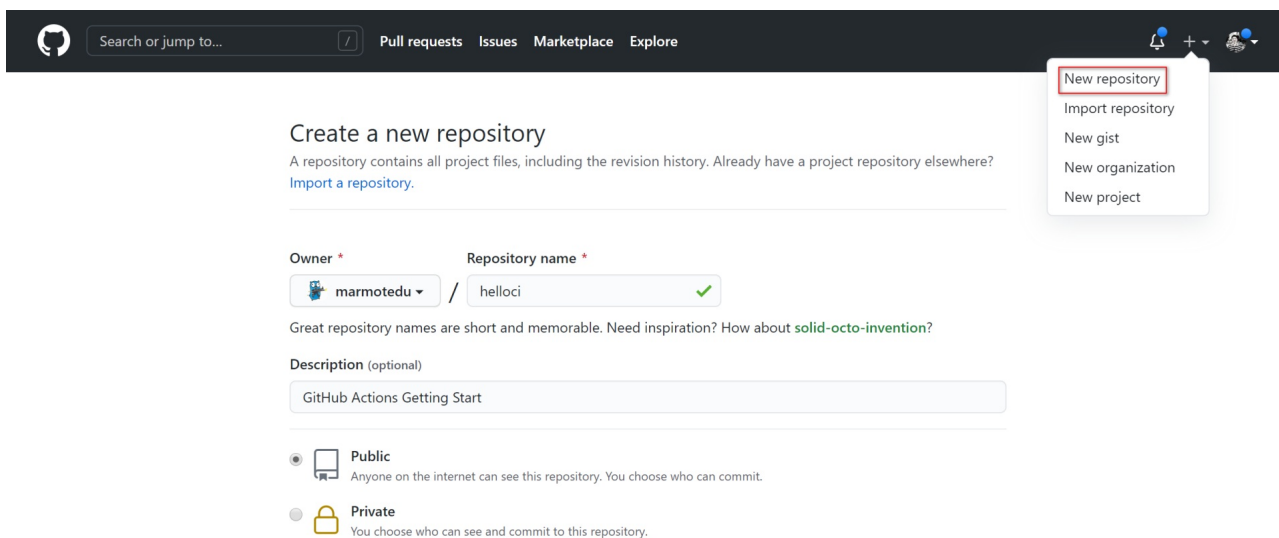 Search or jump to... / Pull requests Issues Marketplace Explore
New repository
Import repository
New gist
New organization
New project
Create a new repository
A repository contains all project files, including the revision history. Already have a project repository elsewhere?
Import a repository.
Owner * Repository name *
marmotedu / helloci
Great repository names are short and memorable. Need inspiration? How about solid-octo-invention?
Description (optional)
GitHub Actions Getting Start
Public
Anyone on the internet can see this repository. You choose who can commit.
Private
You choose who can see and commit to this repository.